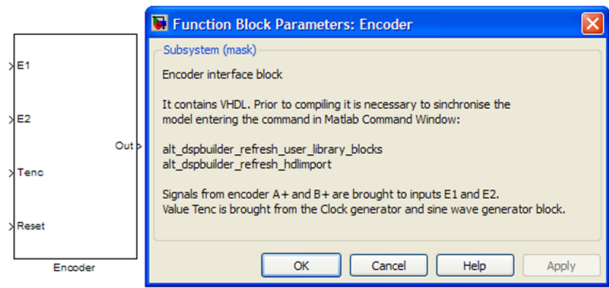 Function Block Parameters: Encoder
Subsystem (mask)
Encoder interface block
It contains VHDL. Prior to compiling it is necessary to sinchronise the
model entering the command in Matlab Command Window:
alt_dspbuilder_refresh_user_library_blocks
alt_dspbuilder_refresh_hdlimport
Signals from encoder A+ and B+ are brought to inputs E1 and E2.
Value Tenc is brought from the Clock generator and sine wave generator block.
OK Cancel Help Apply
E1
E2
Out
Tenc
Reset
Encoder